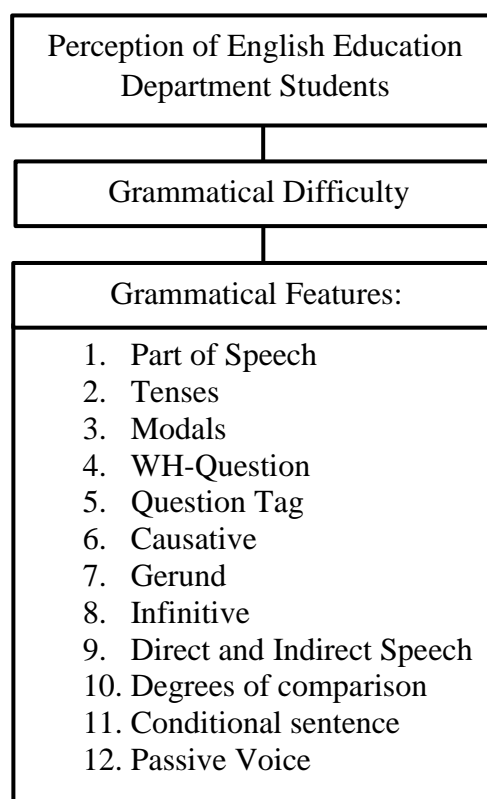 Perception of English Education
Department Students
Grammatical Difficulty
Grammatical Features:
1. Part of Speech
2. Tenses
3. Modals
4. WH-Question
5. Question Tag
6. Causative
7. Gerund
8. Infinitive
9. Direct and Indirect Speech
10. Degrees of comparison
11. Conditional sentence
12. Passive Voice